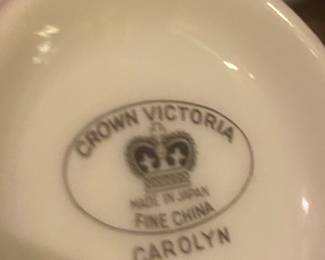 CROWN VICTORIA
MADE IN JAPAN
FINE CHINA
CAROLYN